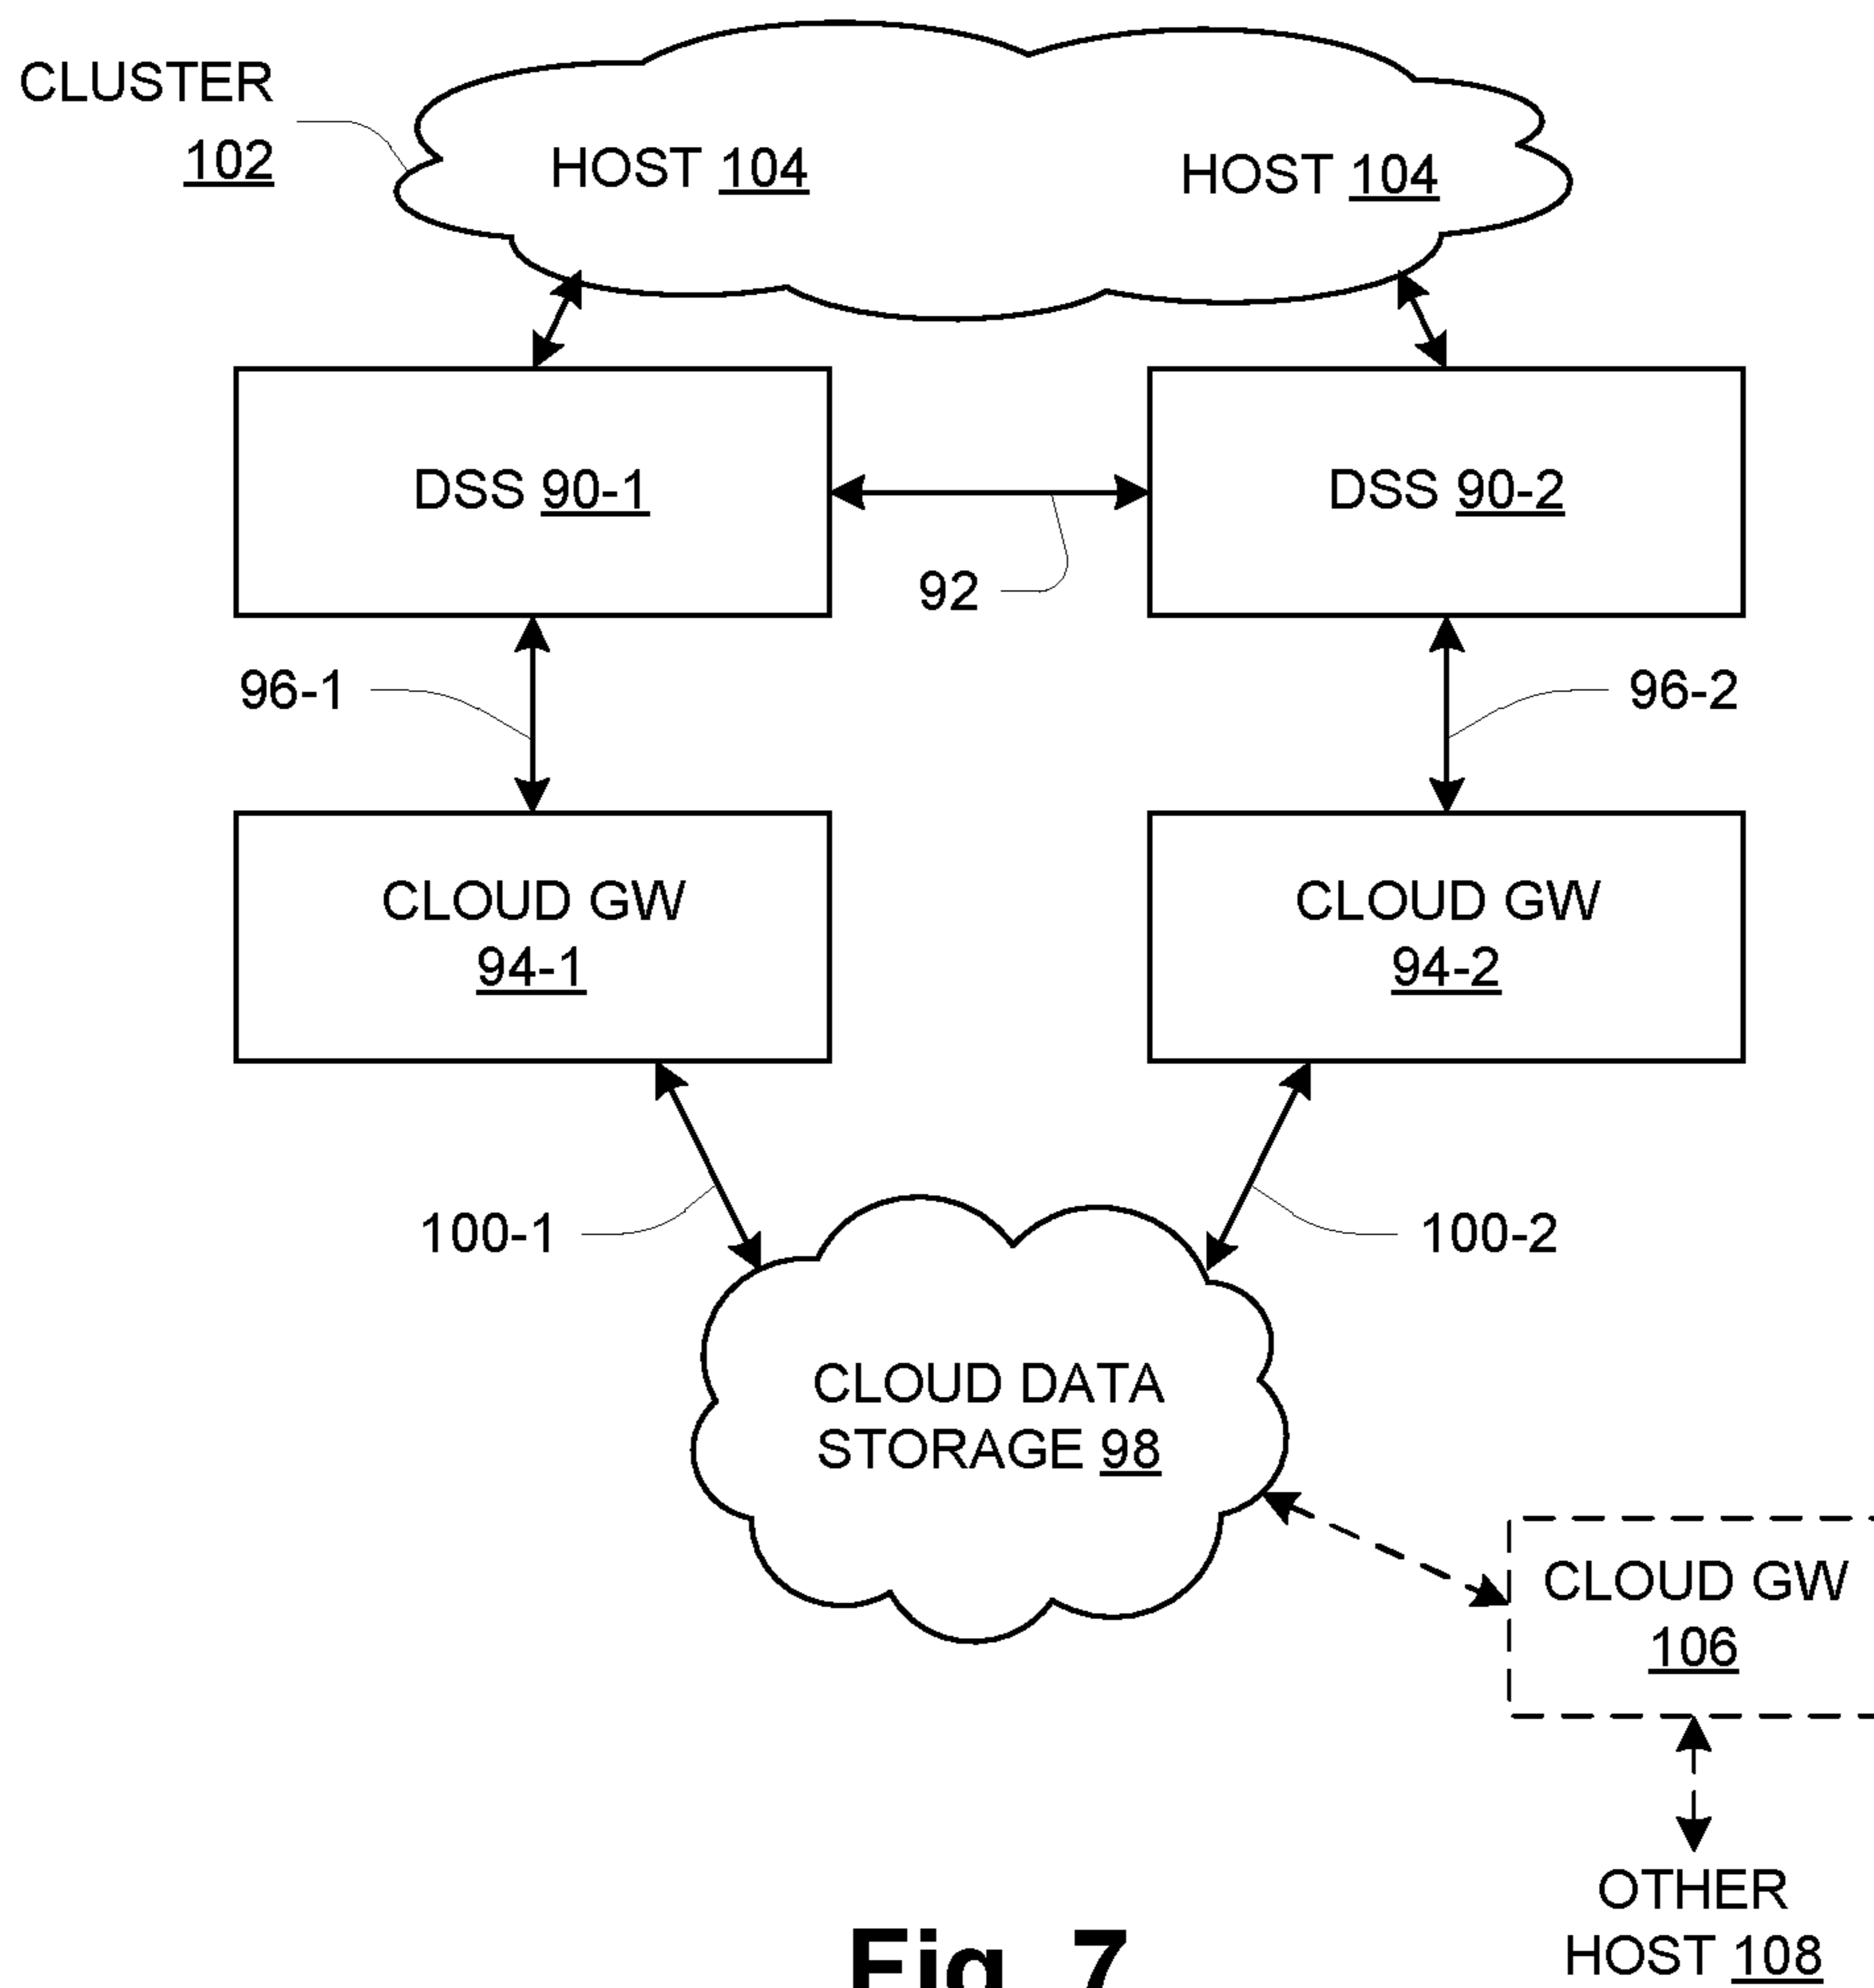 CLUSTER
102
HOST 104
HOST 104
DSS 90-1
DSS 90-2
92
96-1
96-2
CLOUD GW
94-1
CLOUD GW
94-2
100-1
100-2
CLOUD DATA
STORAGE 98
CLOUD GW
106
OTHER
HOST 108
Fig. 7